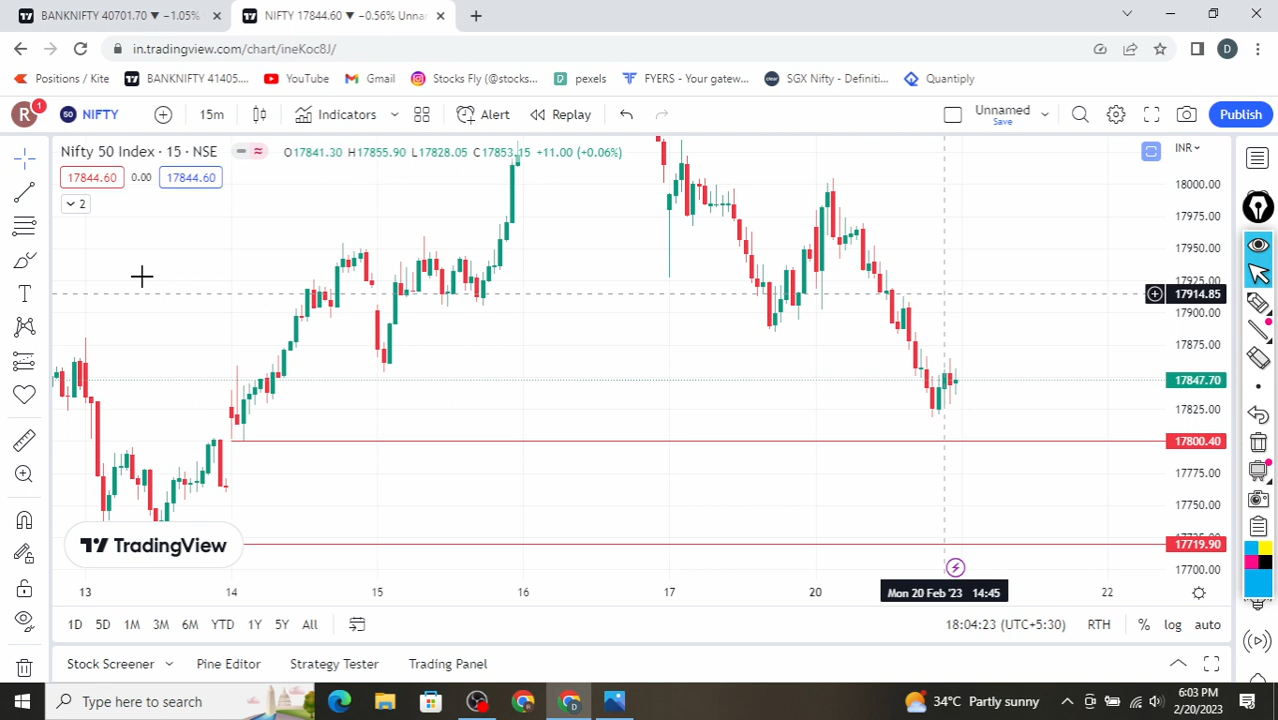 BANKNIFTY 40701.70 ▼ −1.05%
NIFTY 17844.60 ▼ −0.56% Unnar
in.tradingview.com/chart/ineKoc8J/
D
Positions / Kite
BANKNIFTY 41405....
YouTube
Gmail
Stocks Fly (@stocks...
pexels
FYERS - Your gatew...
SGX Nifty - Definiti...
Quantiply
R 1
50 NIFTY
15m
Indicators
Alert
Replay
Unnamed
Save
Publish
Nifty 50 Index · 15 · NSE
O17841.30 H17855.90 L17828.05 C17853.15 +11.00 (+0.06%)
INR
17844.60 0.00 17844.60
2
18000.00
17975.00
17950.00
17925.00
17914.85
17900.00
17875.00
17847.70
17825.00
17800.40
17775.00
17750.00
17719.90
17700.00
TradingView
13 14 15 16 17 20 22
Mon 20 Feb '23 14:45
1D 5D 1M 3M 6M YTD 1Y 5Y All
18:04:23 (UTC+5:30) RTH % log auto
Stock Screener
Pine Editor
Strategy Tester
Trading Panel
Type here to search
34°C Partly sunny
6:03 PM
2/20/2023